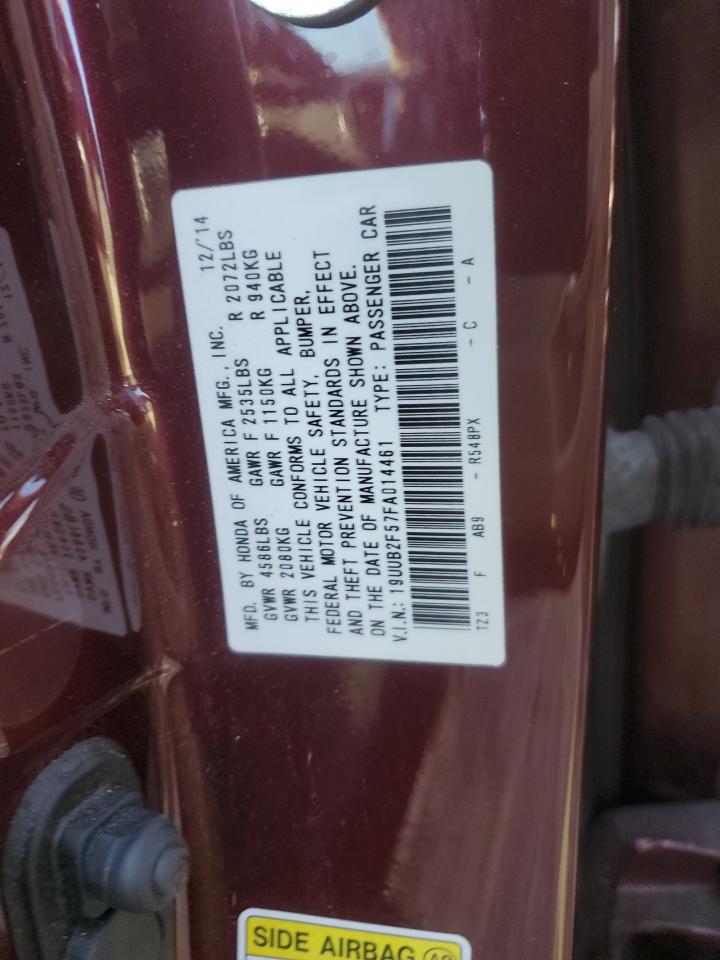 MFD. BY HONDA OF AMERICA MFG., INC. 12/'14
GVWR 4586LBS GAWR F 2535LBS R 2072LBS
GVWR 2080KG GAWR F 1150KG R 940KG
THIS VEHICLE CONFORMS TO ALL APPLICABLE
FEDERAL MOTOR VEHICLE SAFETY, BUMPER,
AND THEFT PREVENTION STANDARDS IN EFFECT
ON THE DATE OF MANUFACTURE SHOWN ABOVE.
V.I.N.: 19UUB2F57FA014461 TYPE: PASSENGER CAR
TZ3 F AB9 - R548PX - C - A
SIDE AIRBAG